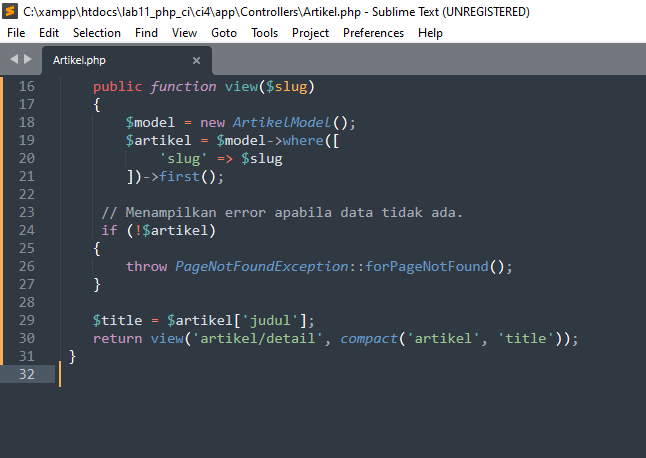 C:\xampp\htdocs\lab11_php_ci\ci4\app\Controllers\Artikel.php - Sublime Text (UNREGISTERED)
File Edit Selection Find View Goto Tools Project Preferences Help
Artikel.php ×
16 public function view($slug)
17 {
18 $model = new ArtikelModel();
19 $artikel = $model->where([
20 'slug' => $slug
21 ])->first();
22
23 // Menampilkan error apabila data tidak ada.
24 if (!$artikel)
25 {
26 throw PageNotFoundException::forPageNotFound();
27 }
28
29 $title = $artikel['judul'];
30 return view('artikel/detail', compact('artikel', 'title'));
31 }
32